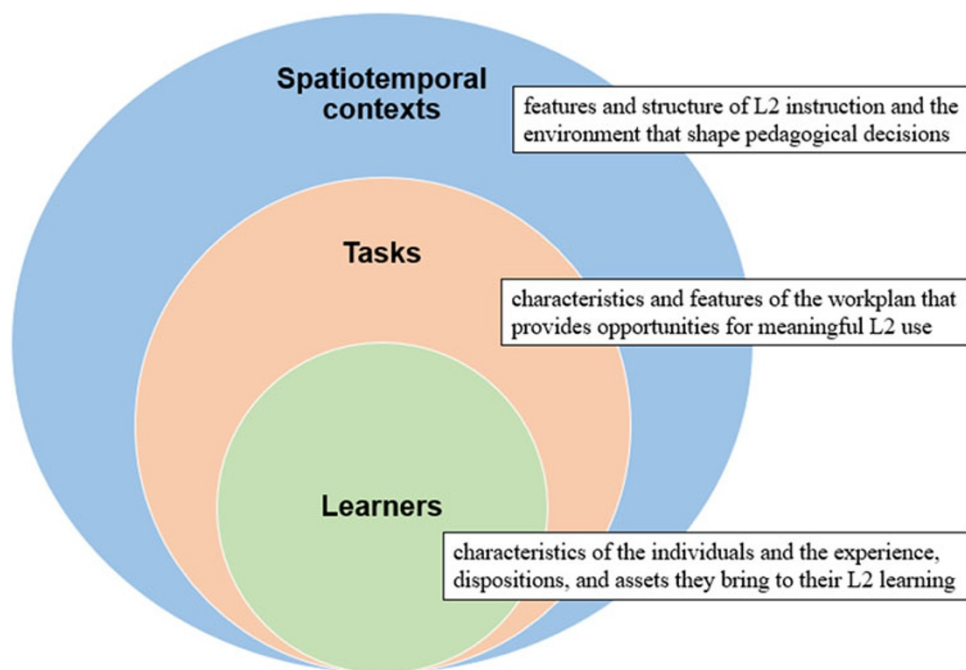 Spatiotemporal
contexts
features and structure of L2 instruction and the
environment that shape pedagogical decisions
Tasks
characteristics and features of the workplan that
provides opportunities for meaningful L2 use
Learners
characteristics of the individuals and the experience,
dispositions, and assets they bring to their L2 learning